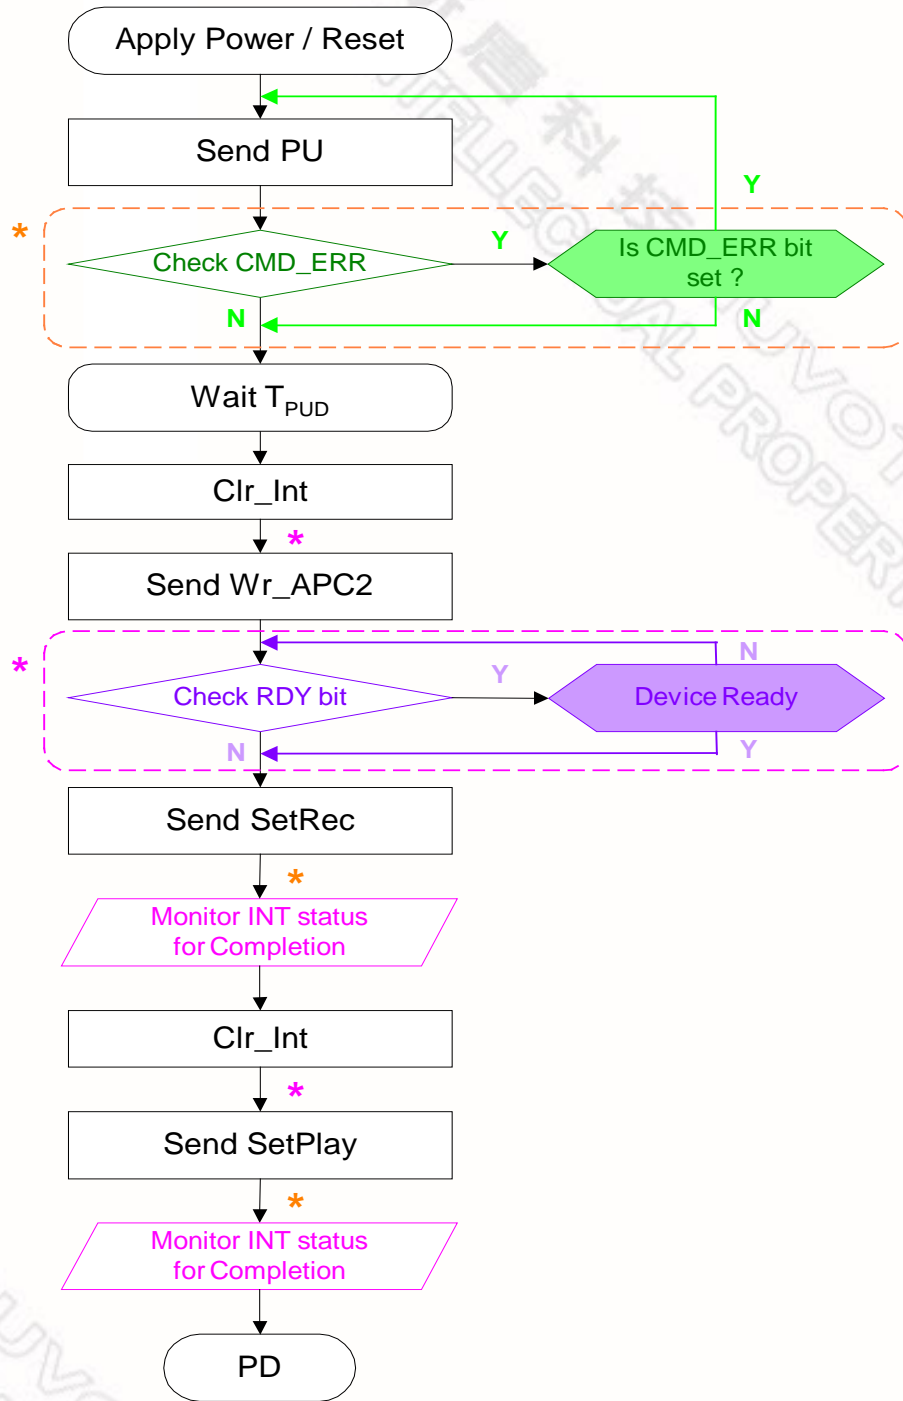 Apply Power / Reset
Send PU
Y
*
Check CMD_ERR
Y
Is CMD_ERR bit
set ?
N
N
Wait TPUD
Clr_Int
*
Send Wr_APC2
*
N
Check RDY bit
Y
Device Ready
N
Y
Send SetRec
*
Monitor INT status
for Completion
Clr_Int
*
Send SetPlay
*
Monitor INT status
for Completion
PD